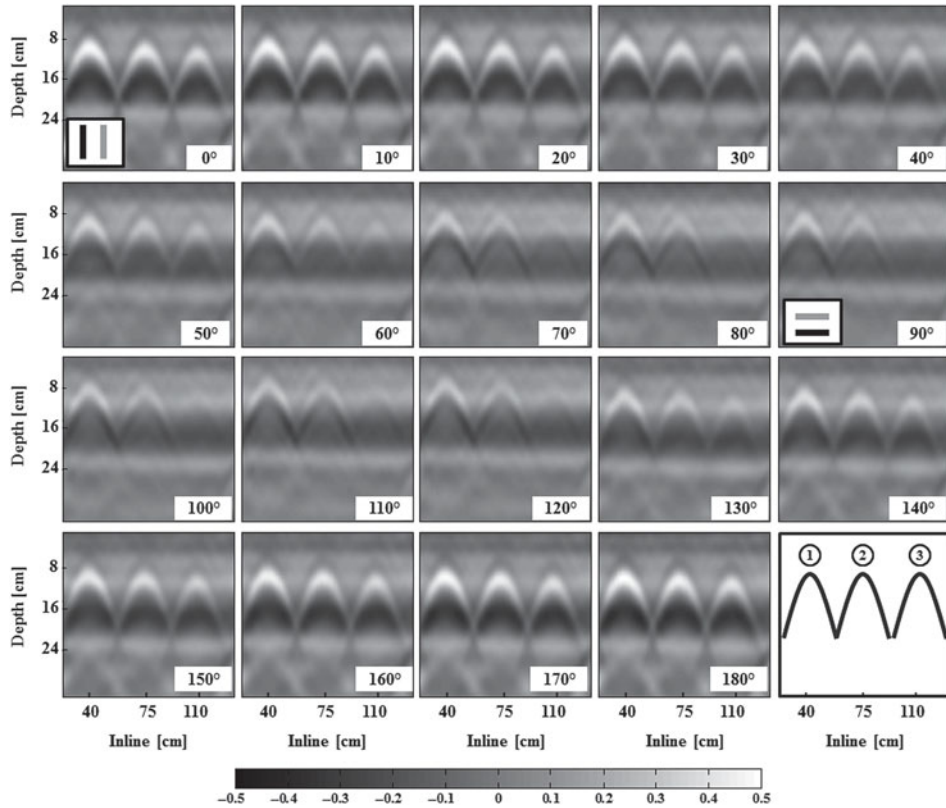 Depth [cm]
8
16
24
0°
10°
20°
30°
40°
Depth [cm]
8
16
24
50°
60°
70°
80°
90°
Depth [cm]
8
16
24
100°
110°
120°
130°
140°
Depth [cm]
8
16
24
150°
160°
170°
180°
1 2 3
40 75 110
40 75 110
40 75 110
40 75 110
40 75 110
Inline [cm]
Inline [cm]
Inline [cm]
Inline [cm]
Inline [cm]
−0.5 −0.4 −0.3 −0.2 −0.1 0 0.1 0.2 0.3 0.4 0.5